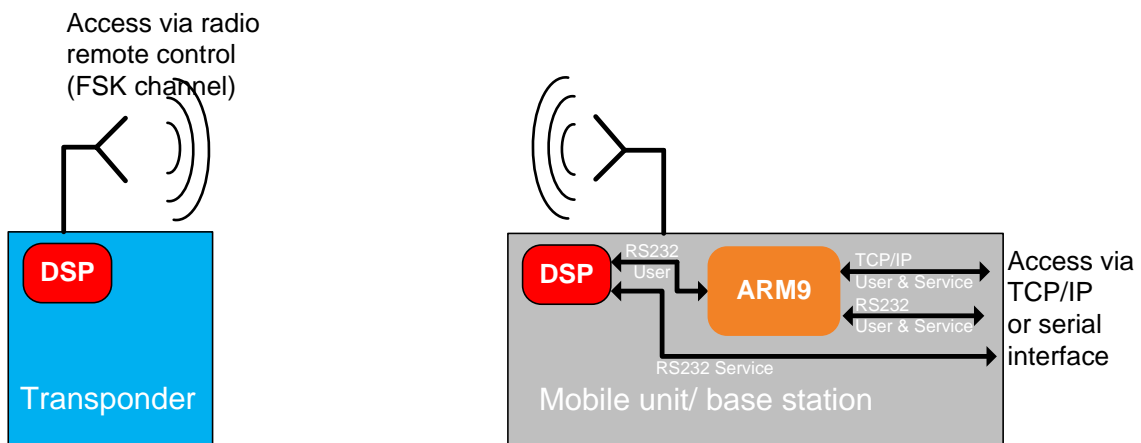 Access via radio
remote control
(FSK channel)
DSP
Transponder
DSP
RS232
User
ARM9
TCP/IP
User & Service
RS232
User & Service
RS232 Service
Mobile unit/ base station
Access via
TCP/IP
or serial
interface